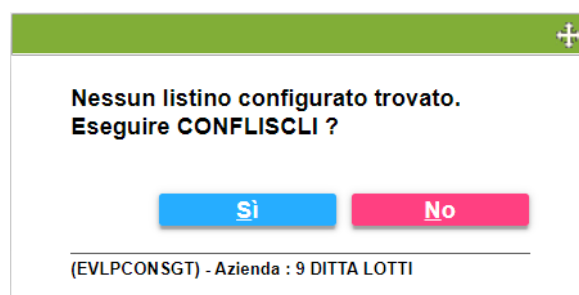 Nessun listino configurato trovato.
Eseguire CONFLISCLI ?
Sì
No
(EVLPCONSGT) - Azienda : 9 DITTA LOTTI